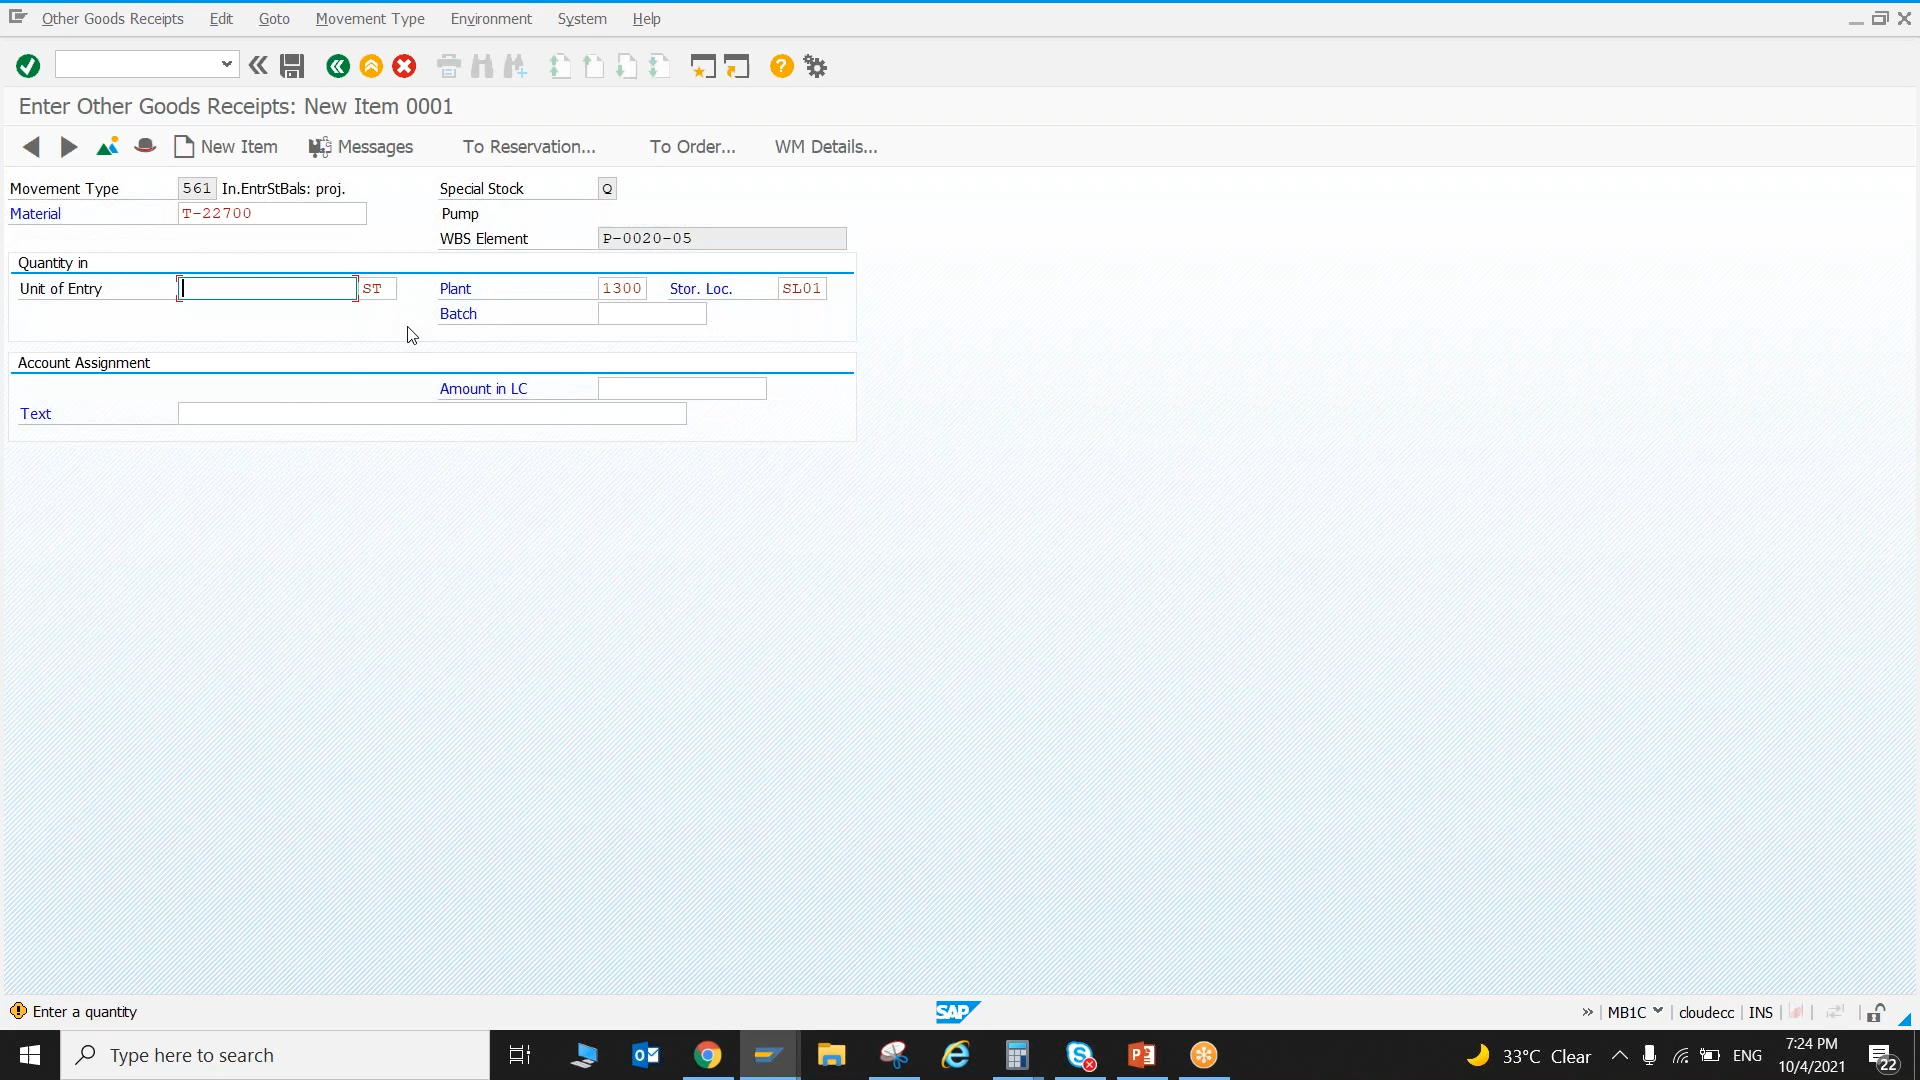 Other Goods Receipts Edit Goto Movement Type Environment System Help
Enter Other Goods Receipts: New Item 0001
New Item Messages To Reservation... To Order... WM Details...
Movement Type 561 In.EntrStBals: proj. Special Stock Q
Material T-22700 Pump
WBS Element P-0020-05
Quantity in
Unit of Entry ST Plant 1300 Stor. Loc. SL01
Batch
Account Assignment
Amount in LC
Text
Enter a quantity SAP MB1C cloudecc INS
Type here to search 33°C Clear ENG 7:24 PM
10/4/2021 22